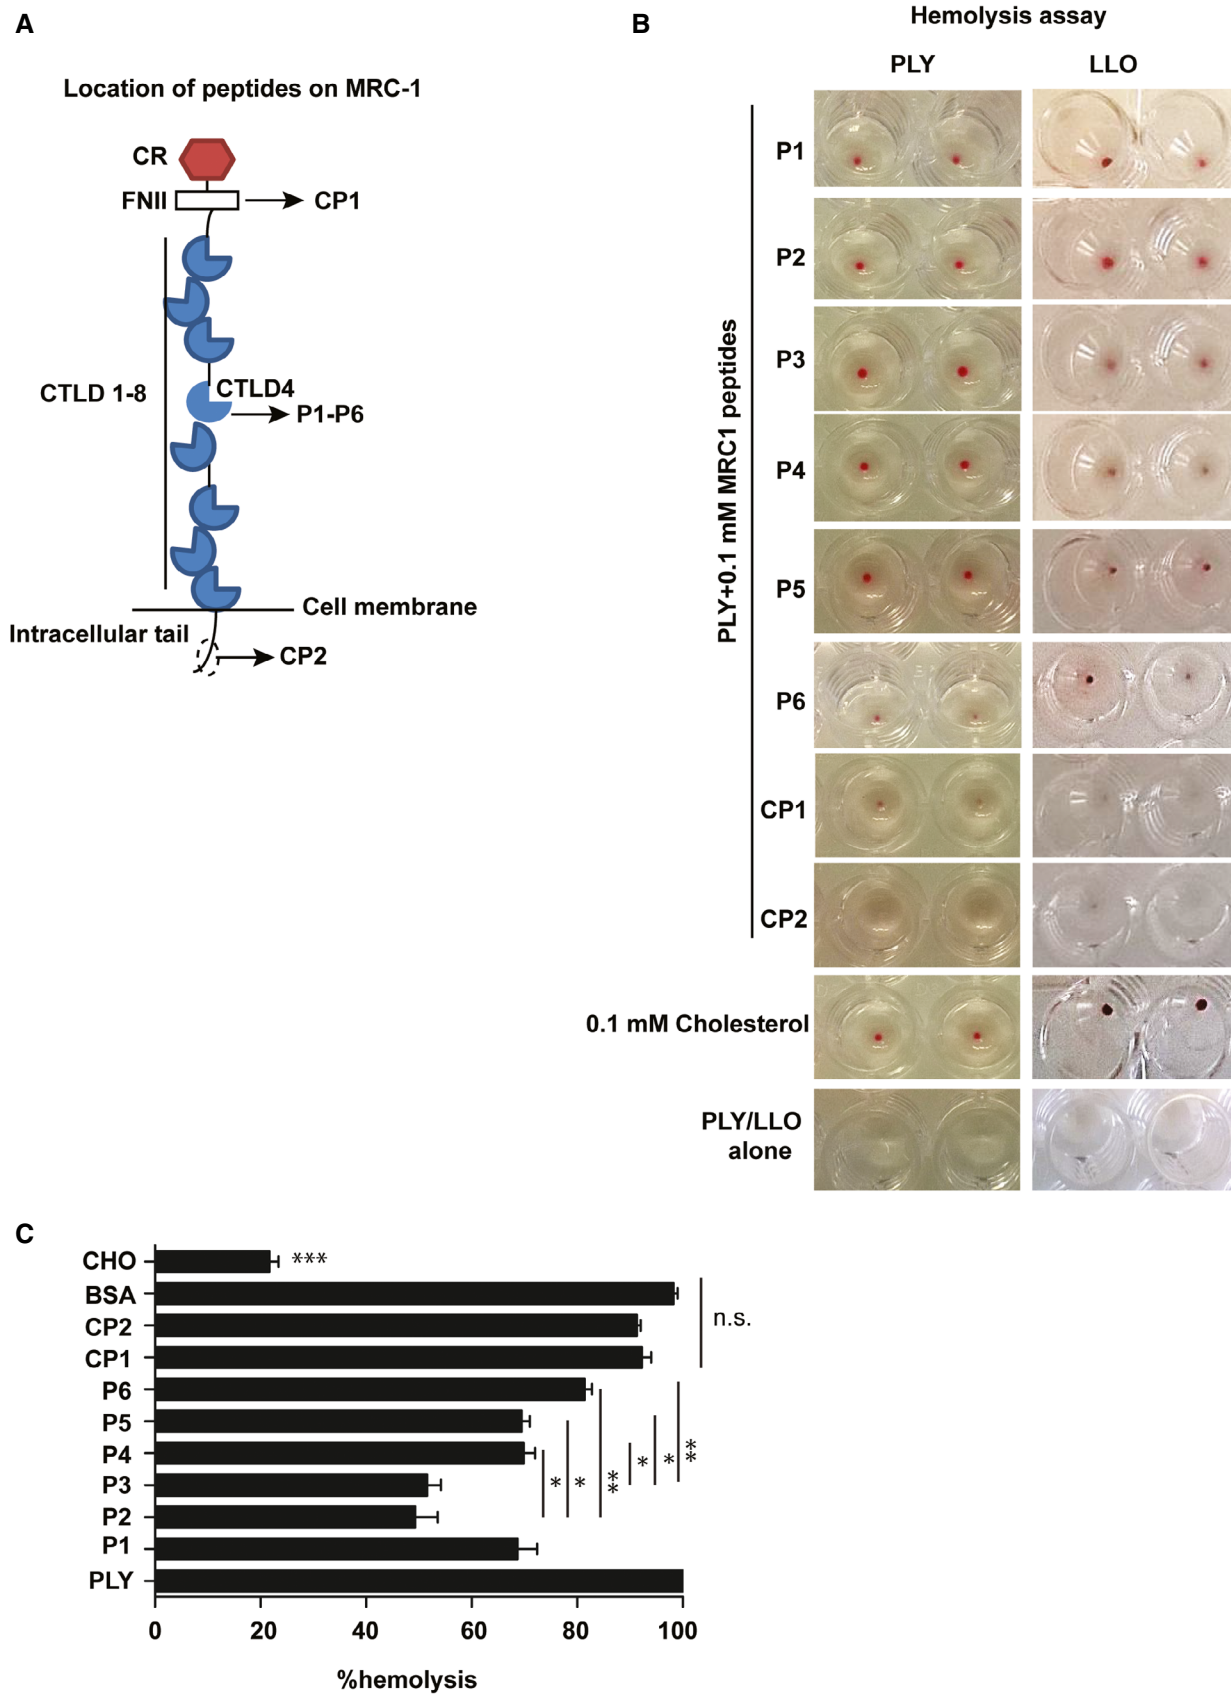 A
Location of peptides on MRC-1
CR
FNII
CP1
CTLD 1-8
CTLD4
P1-P6
Cell membrane
Intracellular tail
CP2
B
Hemolysis assay
PLY LLO
PLY+0.1 mM MRC1 peptides
P1
P2
P3
P4
P5
P6
CP1
CP2
0.1 mM Cholesterol
PLY/LLO
alone
C
CHO ***
BSA
n.s.
CP2
CP1
P6
P5
P4
P3
P2
P1
PLY
* * ** * * **
0 20 40 60 80 100
%hemolysis